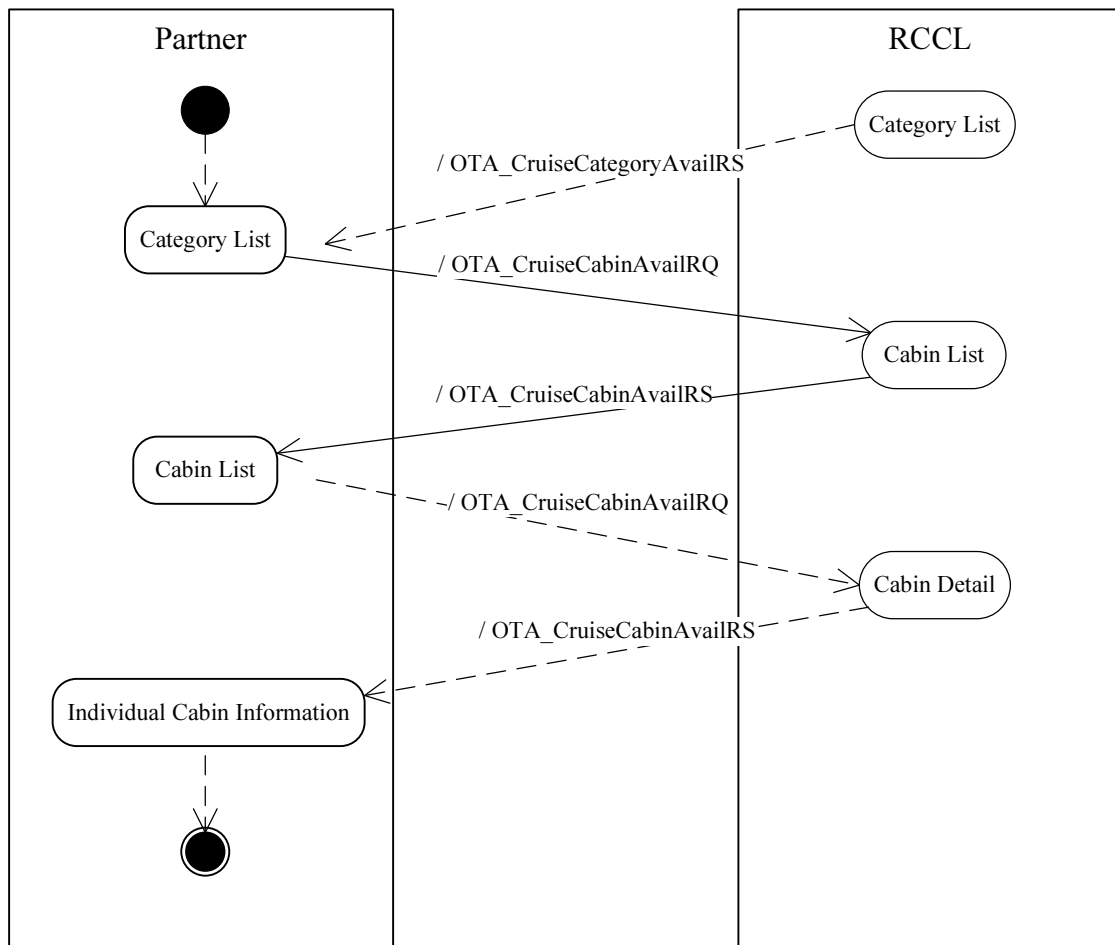 Partner
RCCL
Category List
/ OTA_CruiseCategoryAvailRS
Category List
/ OTA_CruiseCabinAvailRQ
Cabin List
/ OTA_CruiseCabinAvailRS
Cabin List
/ OTA_CruiseCabinAvailRQ
Cabin Detail
/ OTA_CruiseCabinAvailRS
Individual Cabin Information